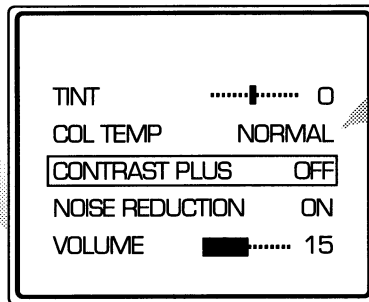 TINT 0
COL TEMP NORMAL
CONTRAST PLUS OFF
NOISE REDUCTION ON
VOLUME 15